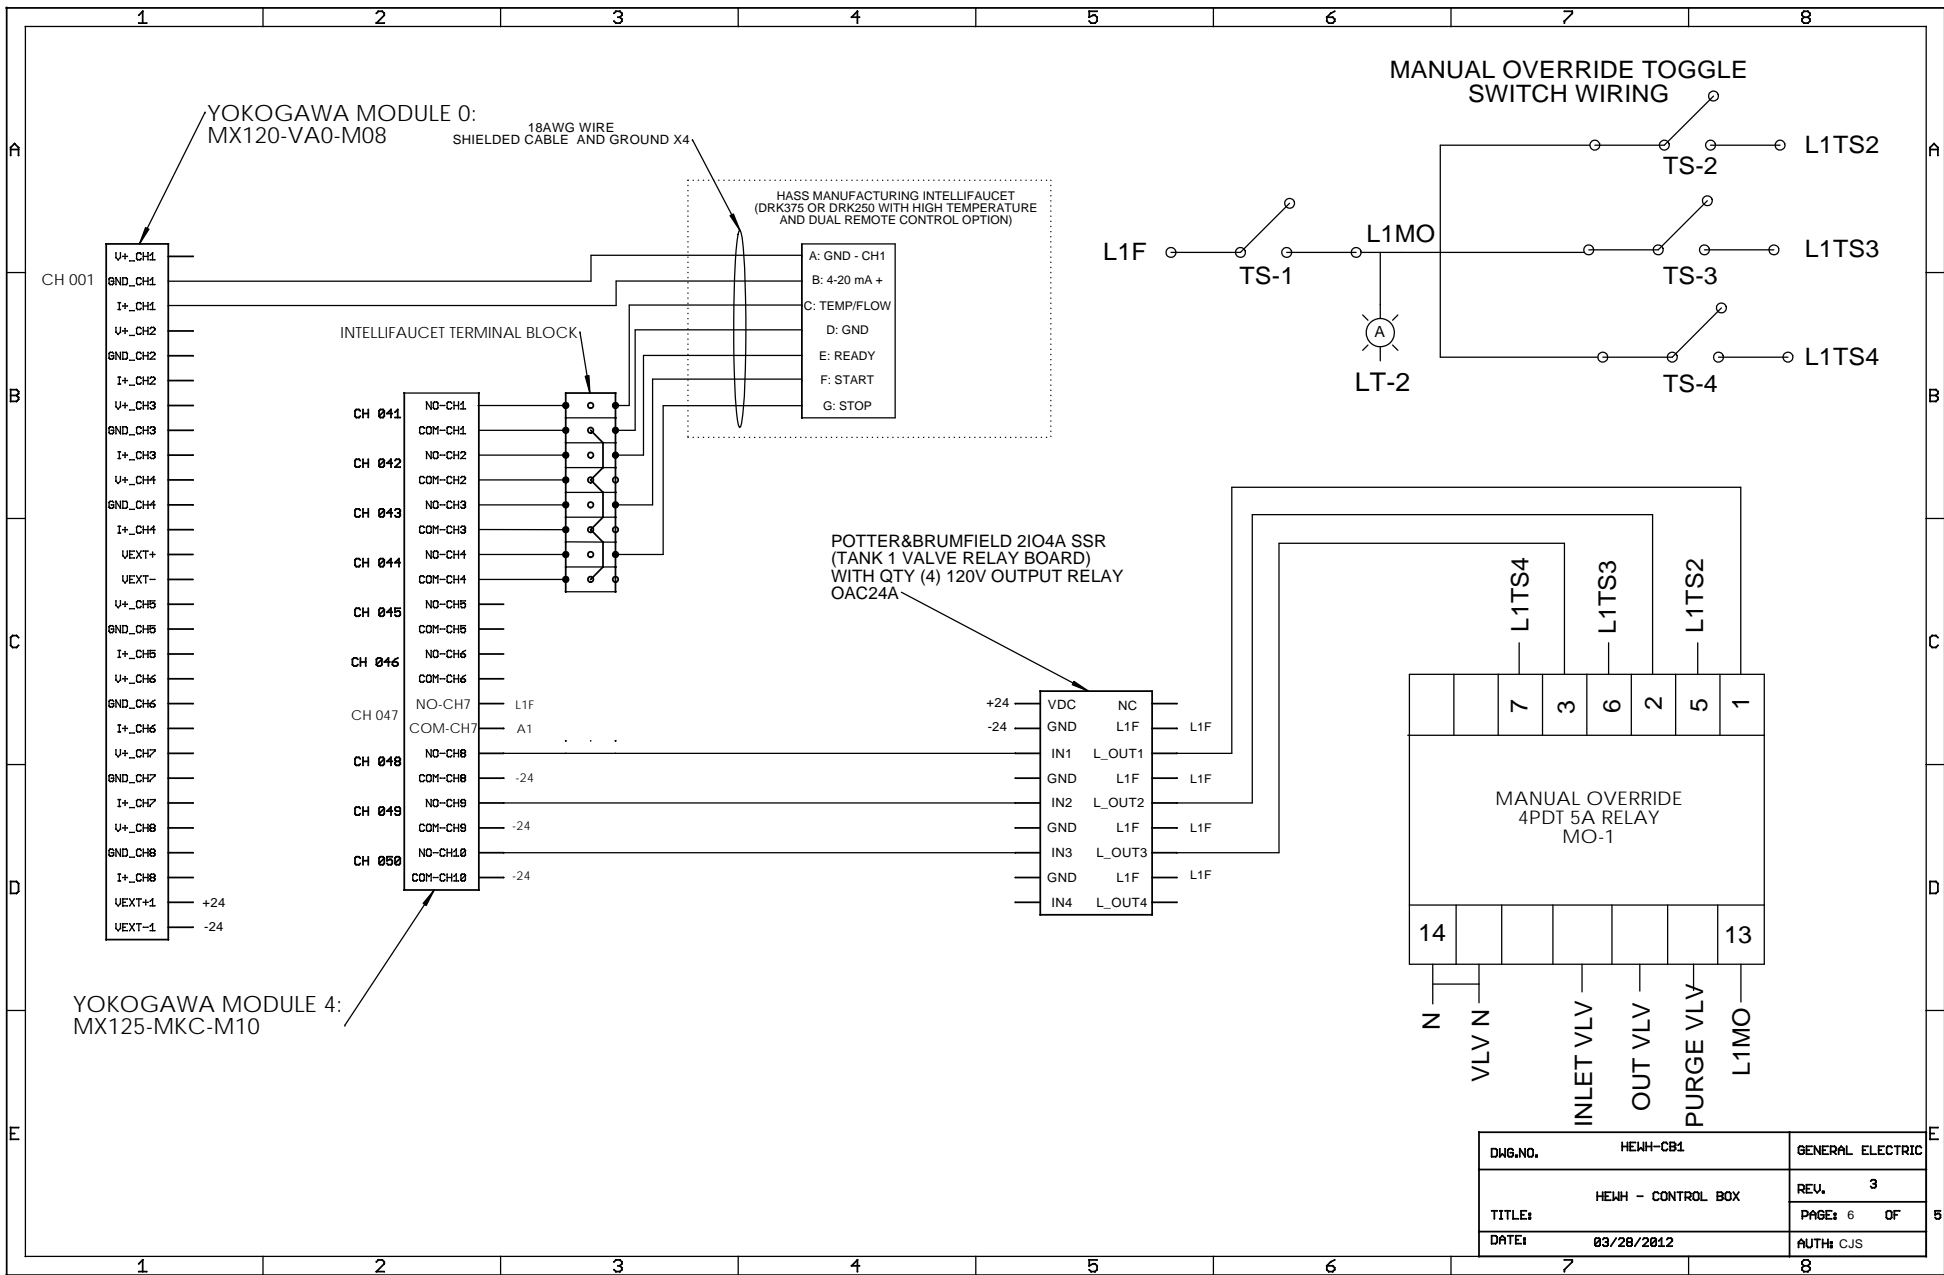 1 2 3 4 5 6 7 8
A
B
C
D
E
A
B
C
D
E
YOKOGAWA MODULE 0:
MX120-VA0-M08
18AWG WIRE
SHIELDED CABLE AND GROUND X4
HASS MANUFACTURING INTELLIFAUCET
(DRK375 OR DRK250 WITH HIGH TEMPERATURE
AND DUAL REMOTE CONTROL OPTION)
A: GND - CH1
B: 4-20 mA +
C: TEMP/FLOW
D: GND
E: READY
F: START
G: STOP
MANUAL OVERRIDE TOGGLE
SWITCH WIRING
L1F
TS-1
L1MO
A
LT-2
TS-2
L1TS2
TS-3
L1TS3
TS-4
L1TS4
CH 001
V+_CH1
GND_CH1
I+_CH1
V+_CH2
GND_CH2
I+_CH2
V+_CH3
GND_CH3
I+_CH3
V+_CH4
GND_CH4
I+_CH4
VEXT+
VEXT-
V+_CH5
GND_CH5
I+_CH5
V+_CH6
GND_CH6
I+_CH6
V+_CH7
GND_CH7
I+_CH7
V+_CH8
GND_CH8
I+_CH8
VEXT+1 +24
VEXT-1 -24
INTELLIFAUCET TERMINAL BLOCK
CH 041
NO-CH1
COM-CH1
CH 042
NO-CH2
COM-CH2
CH 043
NO-CH3
COM-CH3
CH 044
NO-CH4
COM-CH4
CH 045
NO-CH5
COM-CH5
CH 046
NO-CH6
COM-CH6
CH 047
NO-CH7 L1F
COM-CH7 A1
CH 048
NO-CH8
COM-CH8 -24
CH 049
NO-CH9
COM-CH9 -24
CH 050
NO-CH10
COM-CH10 -24
YOKOGAWA MODULE 4:
MX125-MKC-M10
POTTER&BRUMFIELD 2IO4A SSR
(TANK 1 VALVE RELAY BOARD)
WITH QTY (4) 120V OUTPUT RELAY
OAC24A
+24 VDC NC
-24 GND L1F L1F
IN1 L_OUT1
GND L1F L1F
IN2 L_OUT2
GND L1F L1F
IN3 L_OUT3
GND L1F L1F
IN4 L_OUT4
L1TS4
L1TS3
L1TS2
7 3 6 2 5 1
MANUAL OVERRIDE
4PDT 5A RELAY
MO-1
14 13
N
VLV N
INLET VLV
OUT VLV
PURGE VLV
L1MO
DWG.NO. HEWH-CB1 GENERAL ELECTRIC
TITLE: HEWH - CONTROL BOX
REV. 3
PAGE: 6 OF 5
DATE: 03/28/2012
AUTH: CJS
1 2 3 4 5 6 7 8